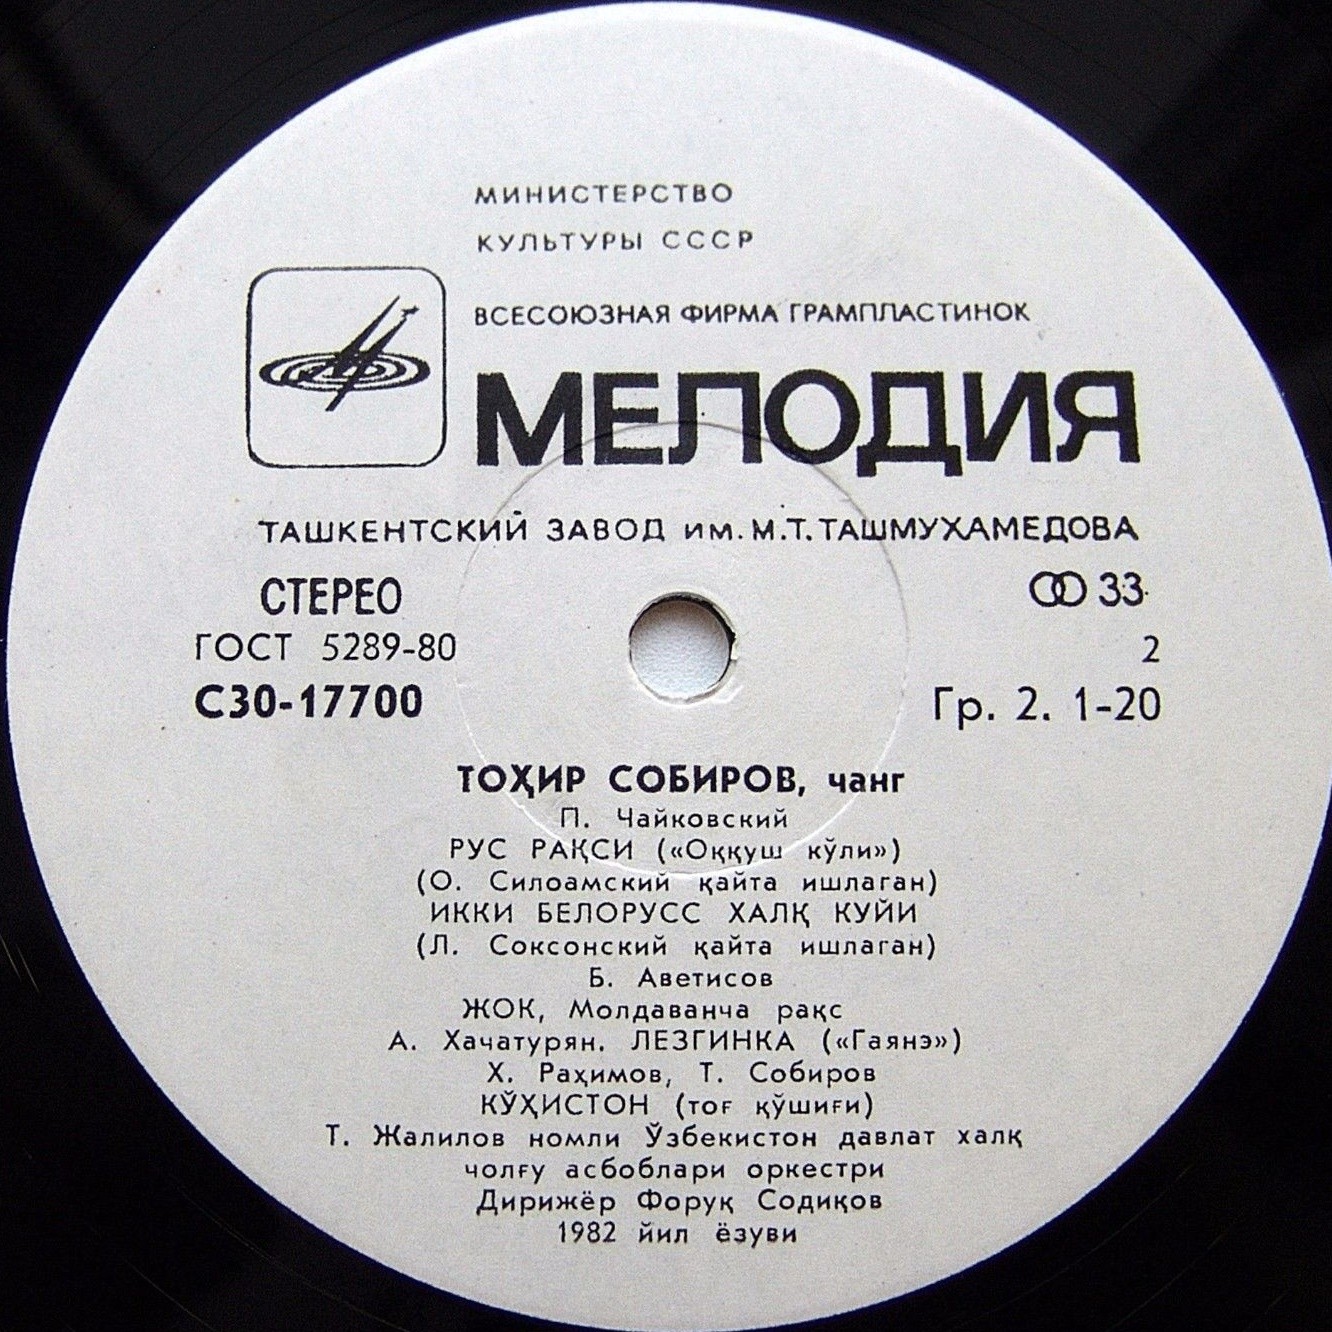 МИНИСТЕРСТВО
КУЛЬТУРЫ СССР
ВСЕСОЮЗНАЯ ФИРМА ГРАМПЛАСТИНОК
МЕЛОДИЯ
ТАШКЕНТСКИЙ ЗАВОД им. М.Т.ТАШМУХАМЕДОВА
СТЕРЕО 33
ГОСТ 5289-80 2
С30-17700 Гр. 2. 1-20
ТОҲИР СОБИРОВ, чанг
П. Чайковский
РУС РАҚСИ («Оққуш кўли»)
(О. Силоамский қайта ишлаган)
ИККИ БЕЛОРУСС ХАЛҚ КУЙИ
(Л. Соксонский қайта ишлаган)
Б. Аветисов
ЖОК, Молдаванча рақс
А. Хачатурян. ЛЕЗГИНКА («Гаянэ»)
Х. Раҳимов, Т. Собиров
КЎҲИСТОН (тоғ қўшиғи)
Т. Жалилов номли Ўзбекистон давлат халқ
чолғу асбоблари оркестри
Дирижёр Форуқ Содиқов
1982 йил ёзуви